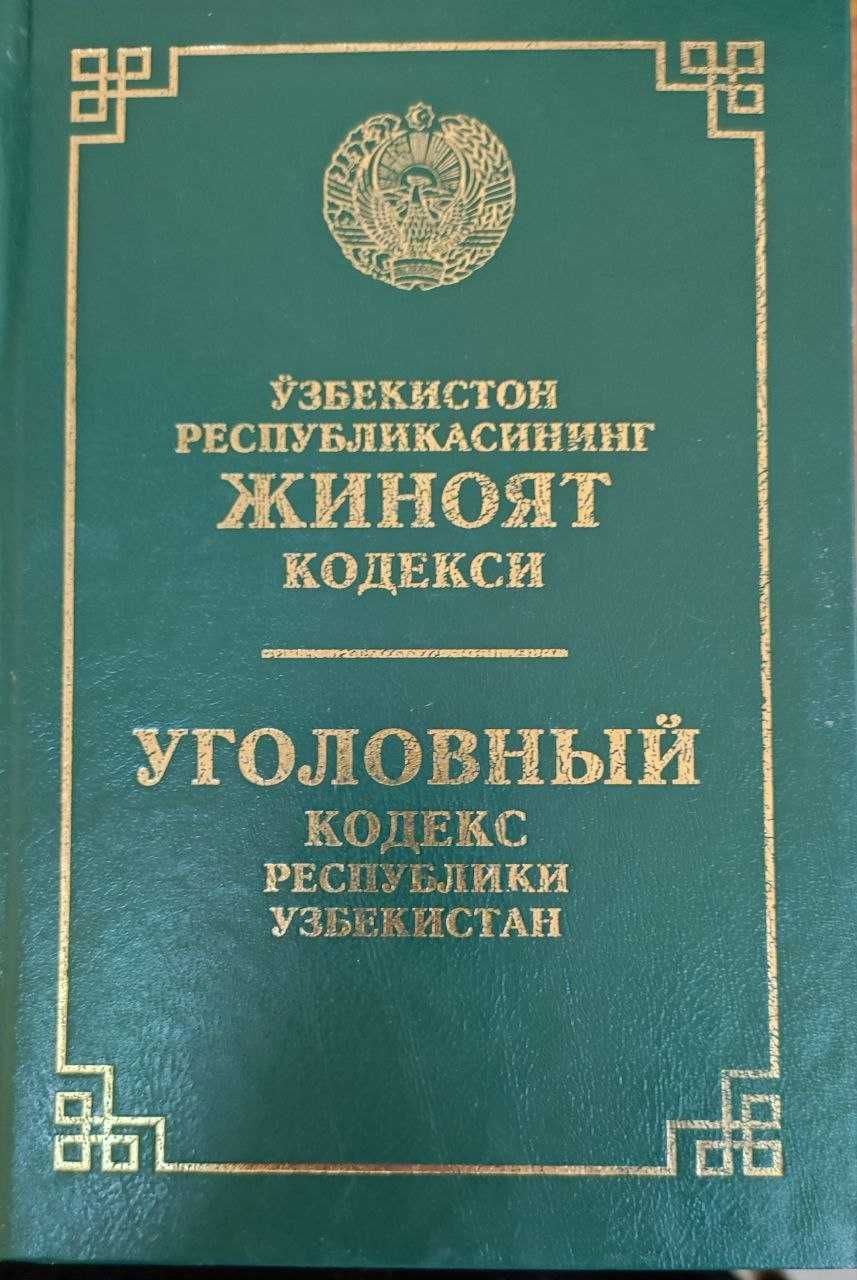 ЎЗБЕКИСТОН
РЕСПУБЛИКАСИНИНГ
ЖИНОЯТ
КОДЕКСИ
УГОЛОВНЫЙ
КОДЕКС
РЕСПУБЛИКИ
УЗБЕКИСТАН